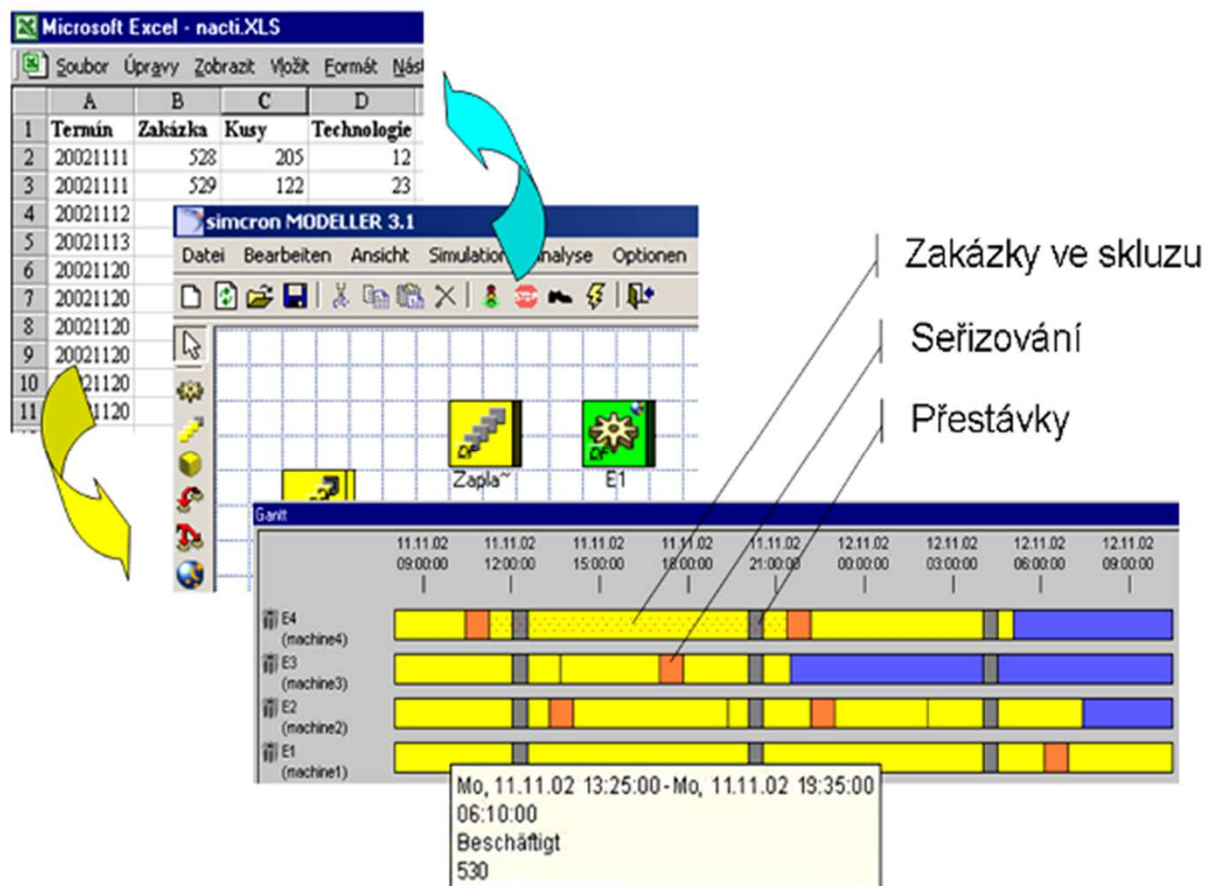 Microsoft Excel - nacti.XLS
Soubor Úpravy Zobrazit Vložit Formát Nást
A B C D
1 Termín Zakázka Kusy Technologie
2 20021111 528 205 12
3 20021111 529 122 23
4 20021112
5 20021113
6 20021120
7 20021120
8 20021120
9 20021120
10 21120
11 1120
simcron MODELLER 3.1
Datei Bearbeiten Ansicht Simulation nalyse Optionen
Zapla~ E1
Zakázky ve skluzu
Seřizování
Přestávky
Gantt
11.11.02 11.11.02 11.11.02 11.11.02 11.11.02 12.11.02 12.11.02 12.11.02 12.11.02
09:00:00 12:00:00 15:00:00 18:00:00 21:00:00 00:00:00 03:00:00 06:00:00 09:00:00
E4
(machine4)
E3
(machine3)
E2
(machine2)
E1
(machine1)
Mo, 11.11.02 13:25:00-Mo, 11.11.02 19:35:00
06:10:00
Beschäftigt
530